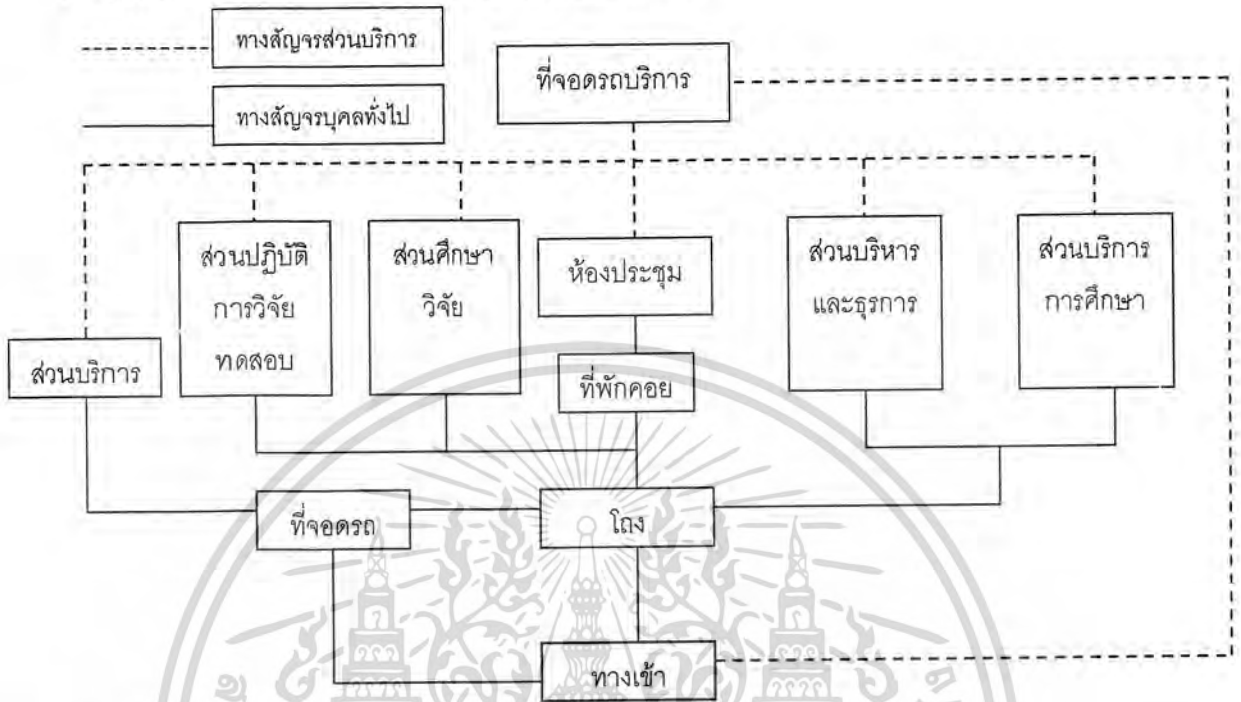 ทางสัญจรส่วนบริการ
ทางสัญจรบุคลทั่งไป
ที่จอดรถบริการ
ส่วนบริการ
ส่วนปฏิบัติ
การวิจัย
ทดสอบ
ส่วนศึกษา
วิจัย
ห้องประชุม
ที่พักคอย
ส่วนบริหาร
และธุรการ
ส่วนบริการ
การศึกษา
ที่จอดรถ
โถง
ทางเข้า